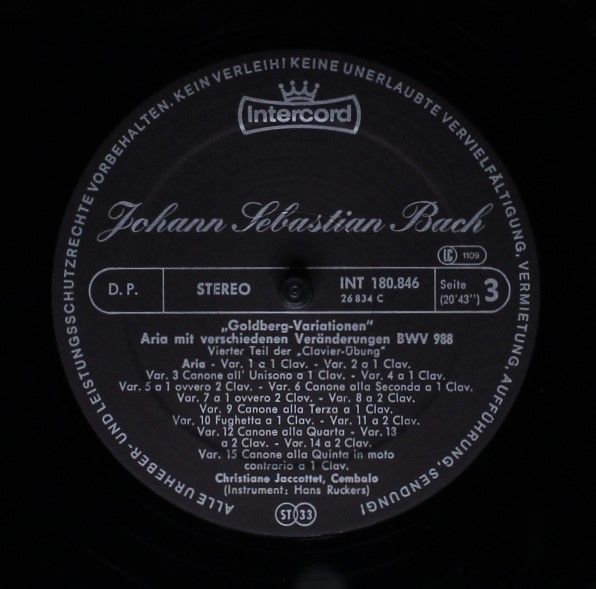 ALLE URHEBER- UND LEISTUNGSSCHUTZRECHTE VORBEHALTEN. KEIN VERLEIH! KEINE UNERLAUBTE VERVIELFÄLTIGUNG, VERMIETUNG, AUFFÜHRUNG, SENDUNG!
Intercord
Johann Sebastian Bach
LC 1109
D. P. STEREO INT 180.846 Seite 3
26 834 C (20'43")
„Goldberg-Variationen"
Aria mit verschiedenen Veränderungen BWV 988
Vierter Teil der „Clavier-Übung"
Aria - Var. 1 a 1 Clav. - Var. 2 a 1 Clav.
Var. 3 Canone all' Unisono a 1 Clav. - Var. 4 a 1 Clav.
Var. 5 a 1 ovvero 2 Clav. - Var. 6 Canone alla Seconda a 1 Clav.
Var. 7 a 1 ovvero 2 Clav. - Var. 8 a 2 Clav.
Var. 9 Canone alla Terza a 1 Clav.
Var. 10 Fughetta a 1 Clav. - Var. 11 a 2 Clav.
Var. 12 Canone alla Quarta - Var. 13
a 2 Clav. - Var. 14 a 2 Clav.
Var. 15 Canone alla Quinta in moto
contrario a 1 Clav.
Christiane Jaccottet, Cembalo
(Instrument: Hans Ruckers)
ST 33